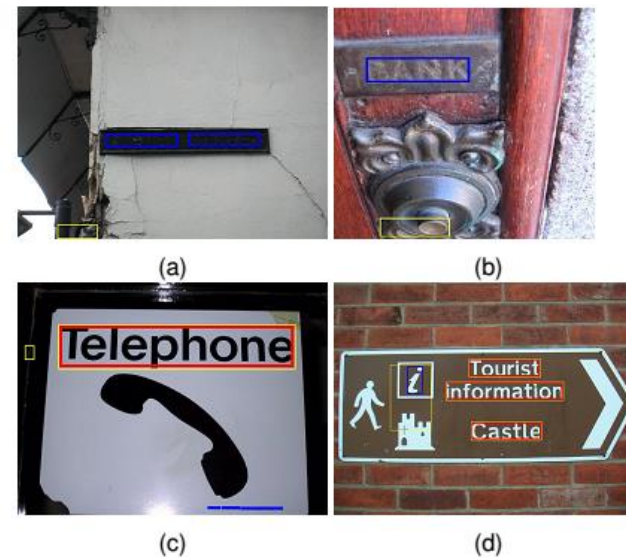 BANK
(a)
(b)
Telephone
i
Tourist
information
Castle
(c)
(d)